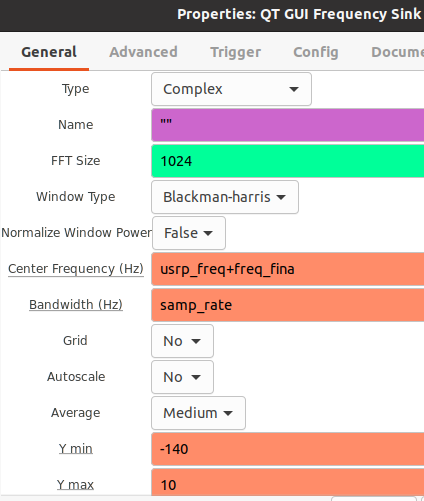 Properties: QT GUI Frequency Sink
General Advanced Trigger Config Docume
Type Complex
Name ""
FFT Size 1024
Window Type Blackman-harris
Normalize Window Power False
Center Frequency (Hz) usrp_freq+freq_fina
Bandwidth (Hz) samp_rate
Grid No
Autoscale No
Average Medium
Y min -140
Y max 10